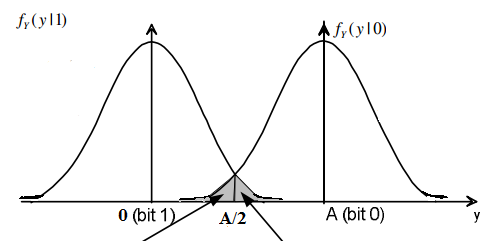 f_Y(y|1)
f_Y(y|0)
0 (bit 1)
A/2
A (bit 0)
y